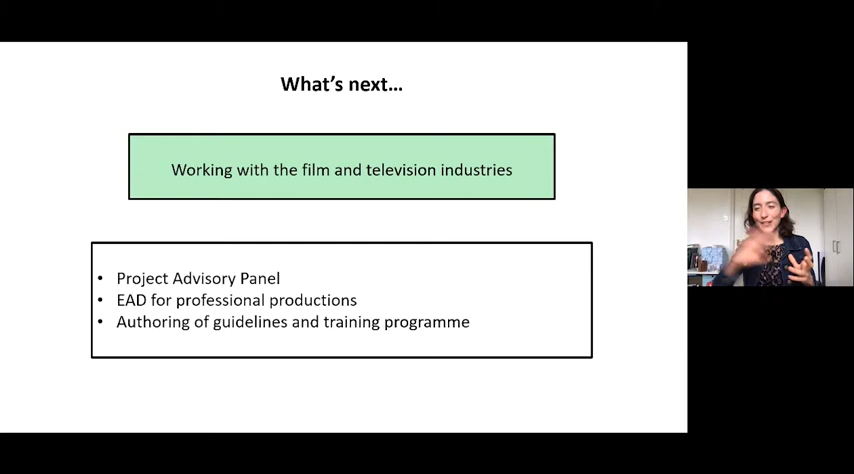 What's next...
Working with the film and television industries
• Project Advisory Panel
• EAD for professional productions
• Authoring of guidelines and training programme